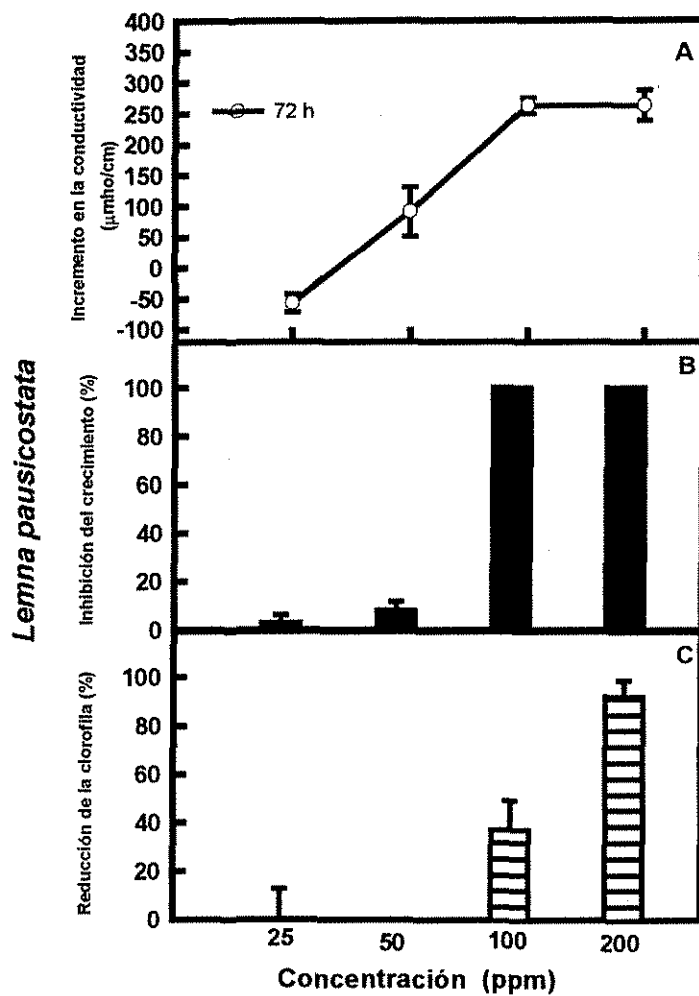 Lemna pausicostata
A
Incremento en la conductividad
(µmho/cm)
400
350
300
250
200
150
100
50
0
-50
-100
72 h
B
Inhibición del crecimiento (%)
100
80
60
40
20
0
C
Reducción de la clorofila (%)
100
80
60
40
20
0
25 50 100 200
Concentración (ppm)